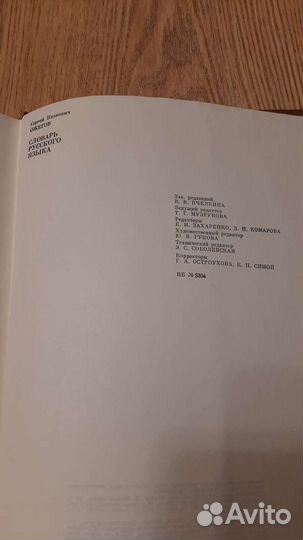 Сергей Иванович
ОЖЕГОВ
СЛОВАРЬ
РУССКОГО
ЯЗЫКА
Зав. редакцией
В. В. ПЧЕЛКИНА
Ведущий редактор
Т. Г. МУЗРУКОВА
Редакторы
Е. И. ЗАХАРЕНКО, Л. И. КОМАРОВА
Художественный редактор
Ю. В. ТУКОВА
Технический редактор
Э. С. СОБОЛЕВСКАЯ
Корректоры
Г. А. ОСТРОУХОВА, К. Н. СИМОН
ИБ № 5304
Avito